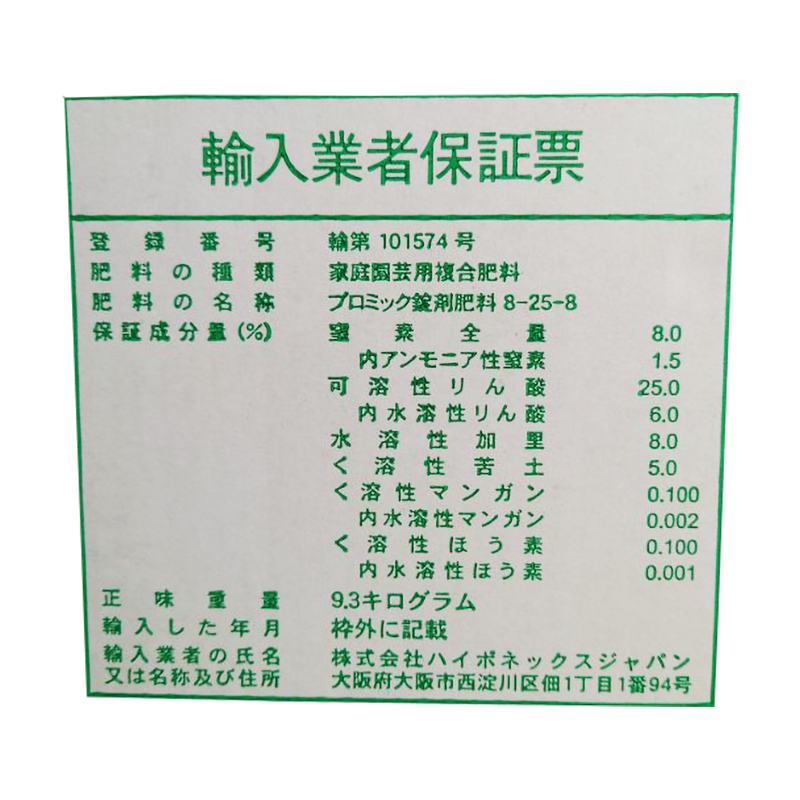 輸入業者保証票
登録番号 輸第101574号
肥料の種類 家庭園芸用複合肥料
肥料の名称 プロミック錠剤肥料8-25-8
保証成分量(%) 窒素全量 8.0
内アンモニア性窒素 1.5
可溶性りん酸 25.0
内水溶性りん酸 6.0
水溶性加里 8.0
く溶性苦土 5.0
く溶性マンガン 0.100
内水溶性マンガン 0.002
く溶性ほう素 0.100
内水溶性ほう素 0.001
正味重量 9.3キログラム
輸入した年月 枠外に記載
輸入業者の氏名 株式会社ハイポネックスジャパン
又は名称及び住所 大阪府大阪市西淀川区佃1丁目1番94号